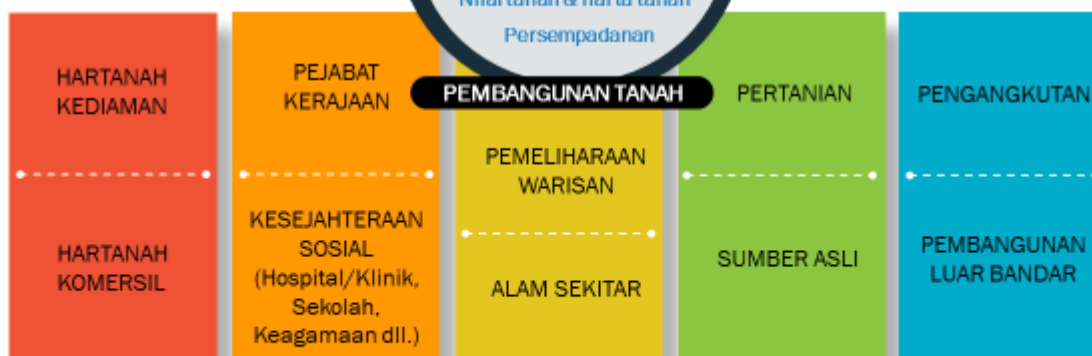 Persempadanan
PEMBANGUNAN TANAH
HARTANAH
KEDIAMAN
HARTANAH
KOMERSIL
PEJABAT
KERAJAAN
KESEJAHTERAAN
SOSIAL
(Hospital/Klinik,
Sekolah,
Keagamaan dll.)
PEMELIHARAAN
WARISAN
ALAM SEKITAR
PERTANIAN
SUMBER ASLI
PENGANGKUTAN
PEMBANGUNAN
LUAR BANDAR